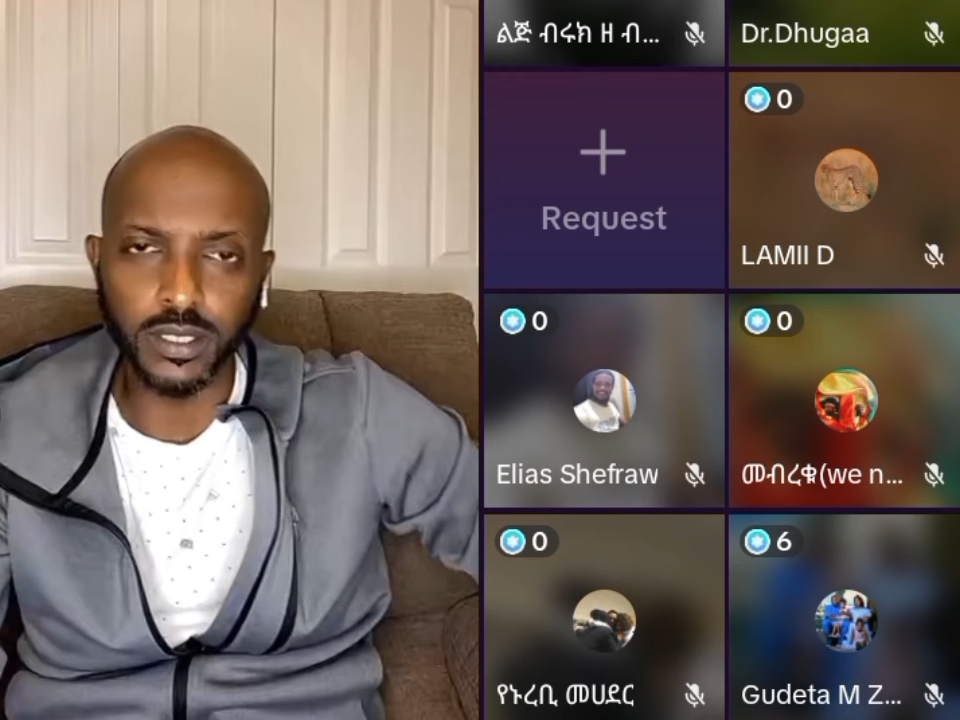 ልጅ ብሩክ ዘ ብ...
Dr.Dhugaa
Request
0
LAMII D
0
Elias Shefraw
0
መብረቁ(we n...
0
የኑረቢ መሀደር
6
Gudeta M Z...